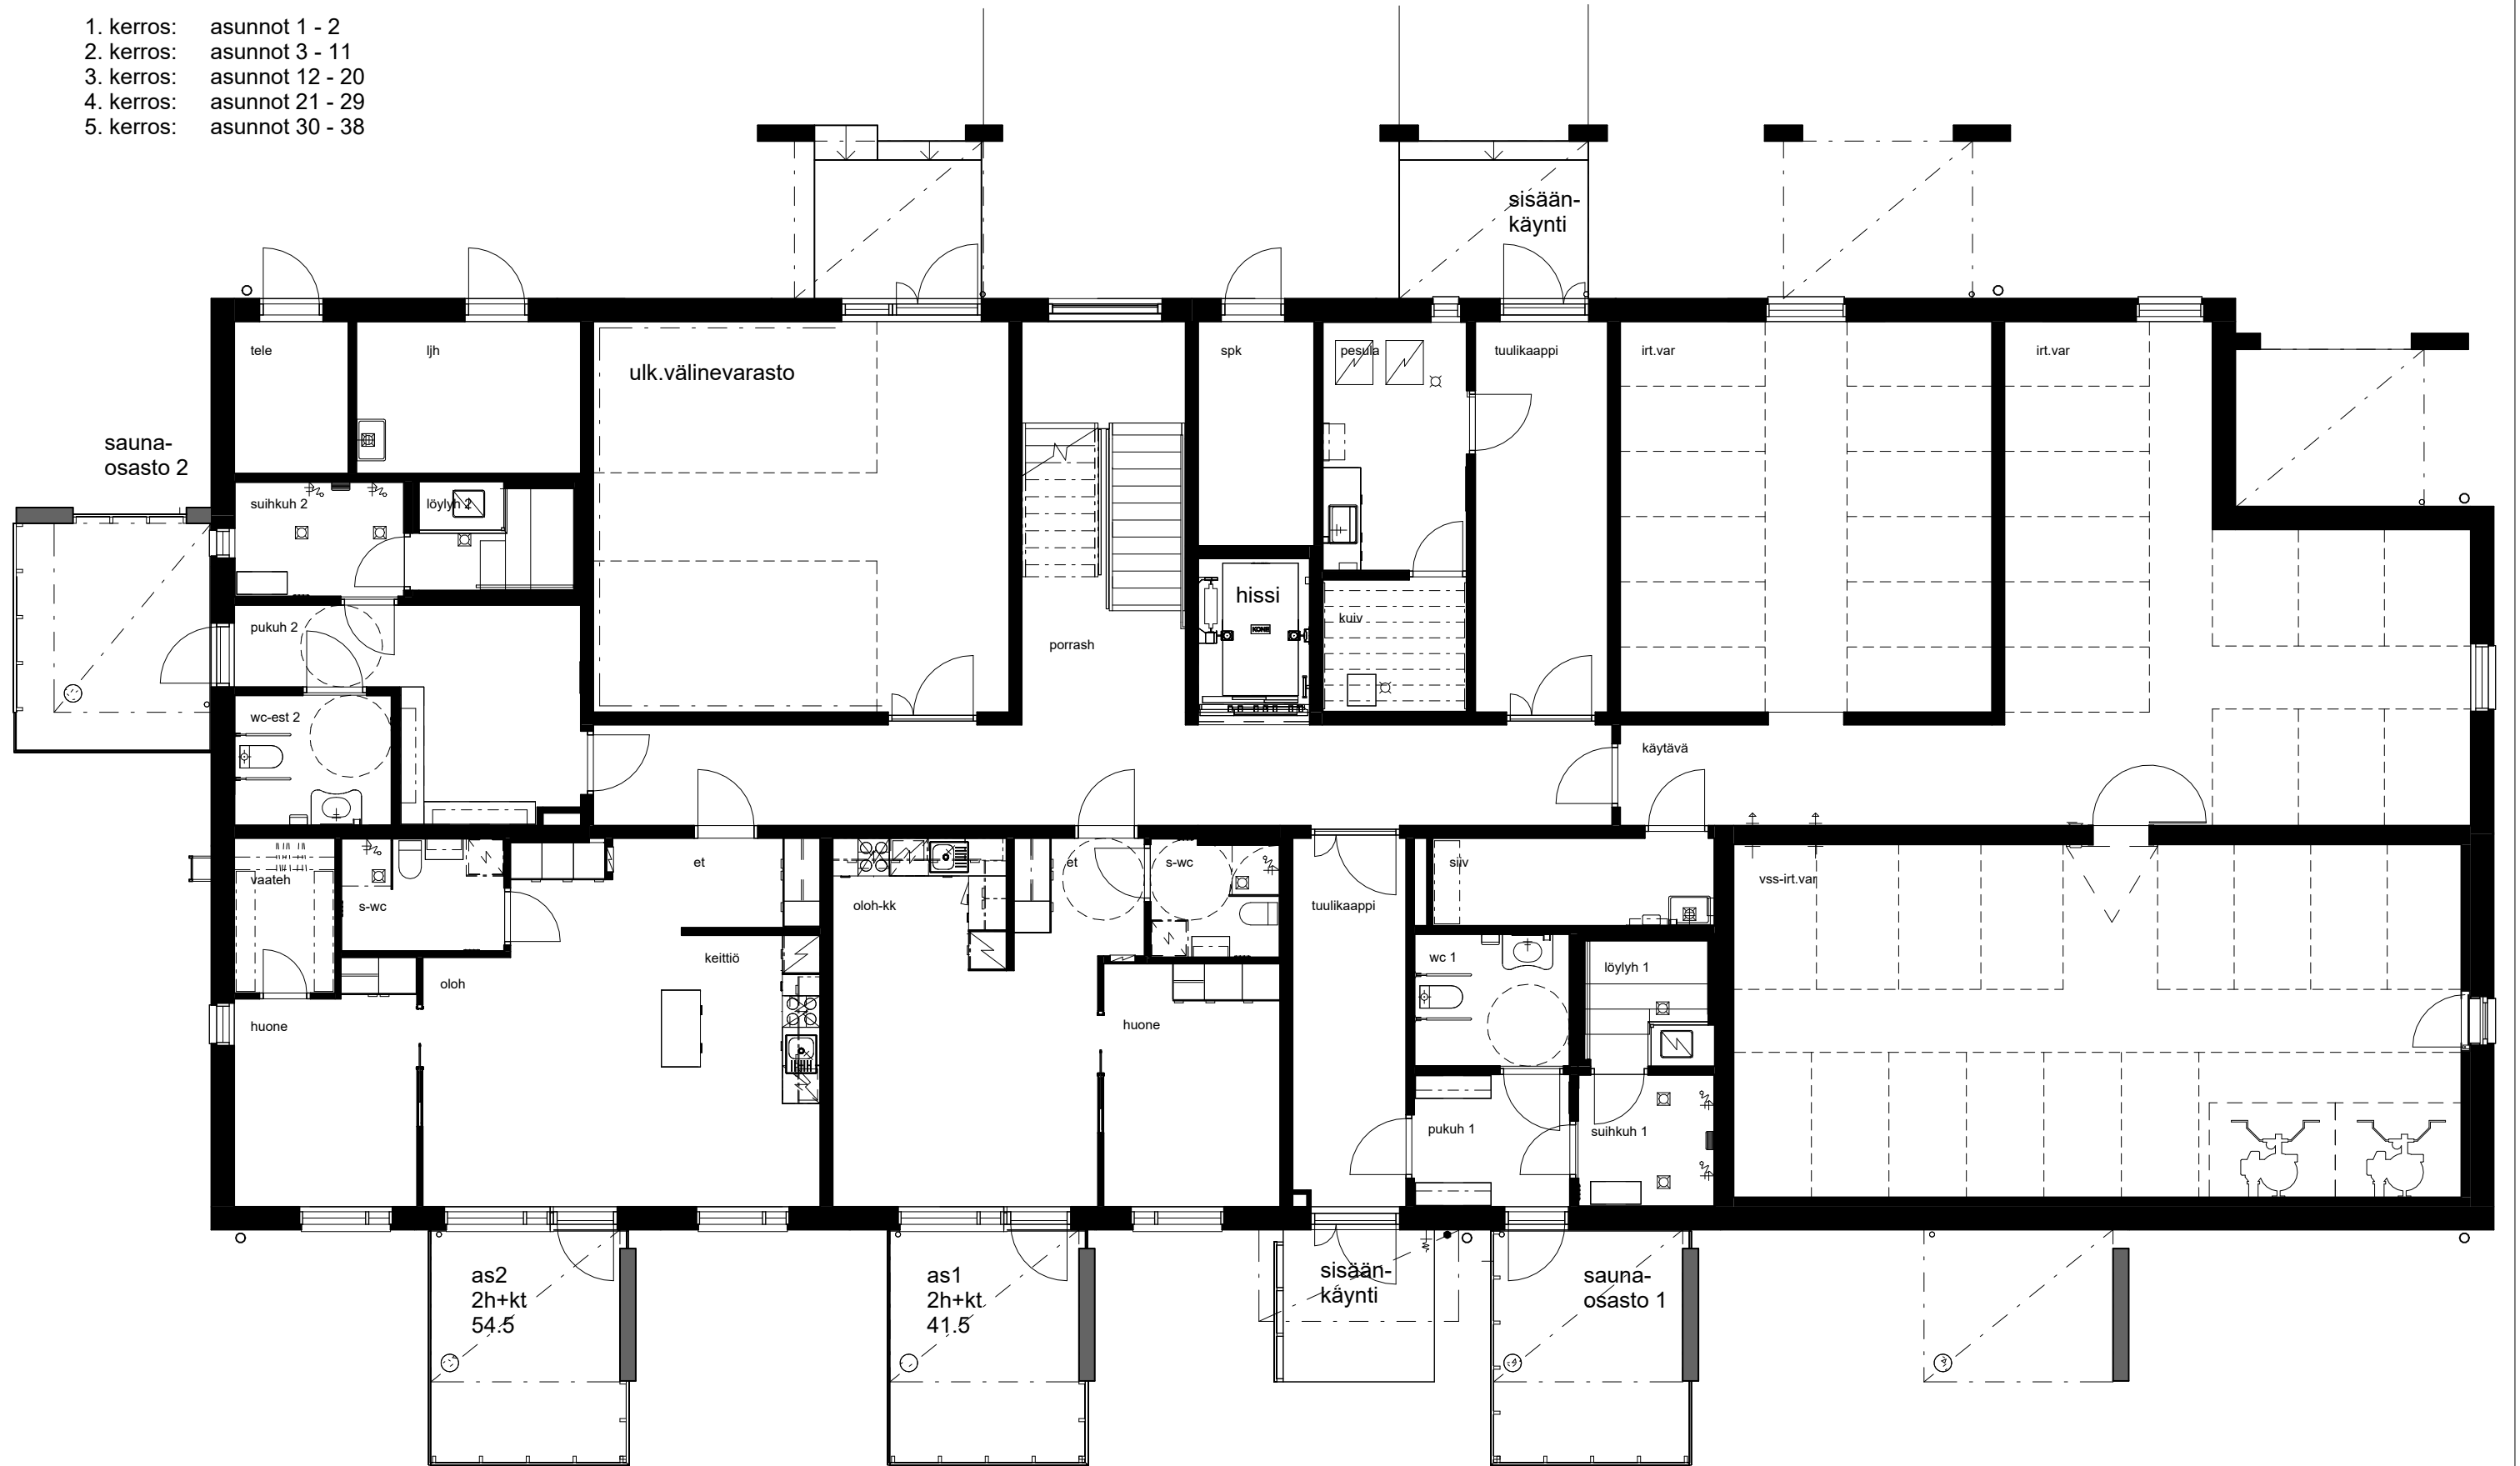 1. kerros: asunnot 1 - 2
2. kerros: asunnot 3 - 11
3. kerros: asunnot 12 - 20
4. kerros: asunnot 21 - 29
5. kerros: asunnot 30 - 38
sisään-
käynti
tele
ljh
ulk.välinevarasto
spk
pesula
tuulikaappi
irt.var
irt.var
sauna-
osasto 2
suihkuh 2
löylyh 2
hissi
KONE
kuiv
pukuh 2
porrash
wc-est 2
käytävä
vaateh
s-wc
et
oloh-kk
et
s-wc
tuulikaappi
siiv
vss-irt.var
keittiö
oloh
wc 1
löylyh 1
huone
huone
pukuh 1
suihkuh 1
as2
2h+kt
54.5
as1
2h+kt
41.5
sisään-
käynti
sauna-
osasto 1